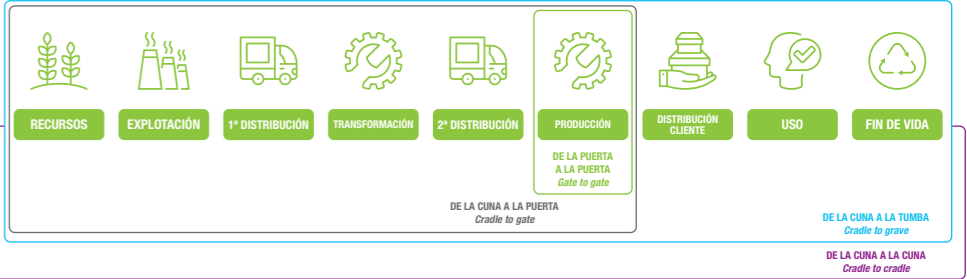 RECURSOS
EXPLOTACIÓN
1ª DISTRIBUCIÓN
TRANSFORMACIÓN
2ª DISTRIBUCIÓN
PRODUCCIÓN
DISTRIBUCIÓN
CLIENTE
USO
FIN DE VIDA
DE LA PUERTA
A LA PUERTA
Gate to gate
DE LA CUNA A LA PUERTA
Cradle to gate
DE LA CUNA A LA TUMBA
Cradle to grave
DE LA CUNA A LA CUNA
Cradle to cradle